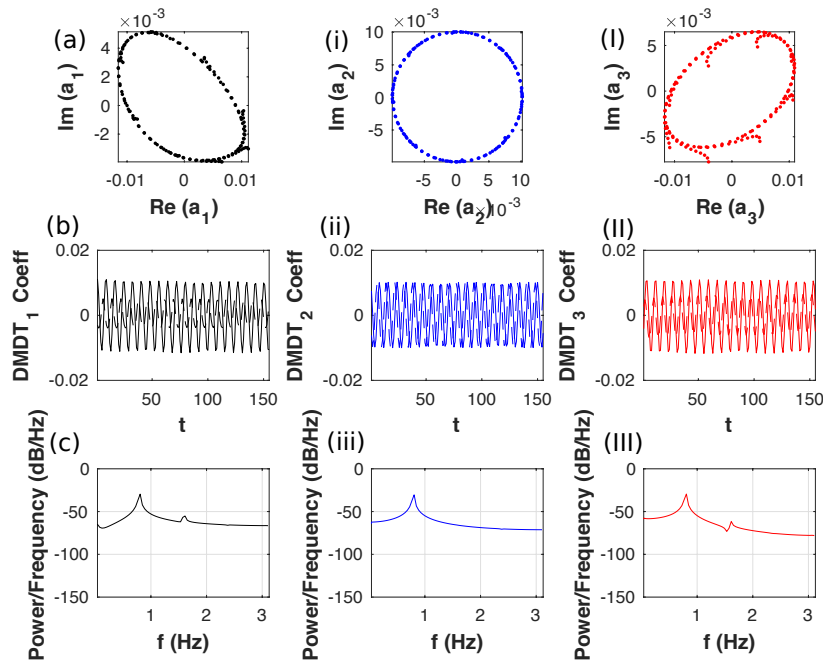 (a)
×10⁻³
4
2
0
-2
Im (a₁)
-0.01 0 0.01
Re (a₁)
(i)
×10⁻³
10
5
0
-5
Im (a₂)
-5 0 5 10
Re (a₂) ×10⁻³
(I)
×10⁻³
5
0
-5
Im (a₃)
-0.01 0 0.01
Re (a₃)
(b)
0.02
0
-0.02
DMDT₁ Coeff
50 100 150
t
(ii)
0.02
0
-0.02
DMDT₂ Coeff
50 100 150
t
(II)
0.02
0
-0.02
DMDT₃ Coeff
50 100 150
t
(c)
0
-50
-100
-150
Power/Frequency (dB/Hz)
1 2 3
f (Hz)
(iii)
0
-50
-100
-150
Power/Frequency (dB/Hz)
1 2 3
f (Hz)
(III)
0
-50
-100
-150
Power/Frequency (dB/Hz)
1 2 3
f (Hz)